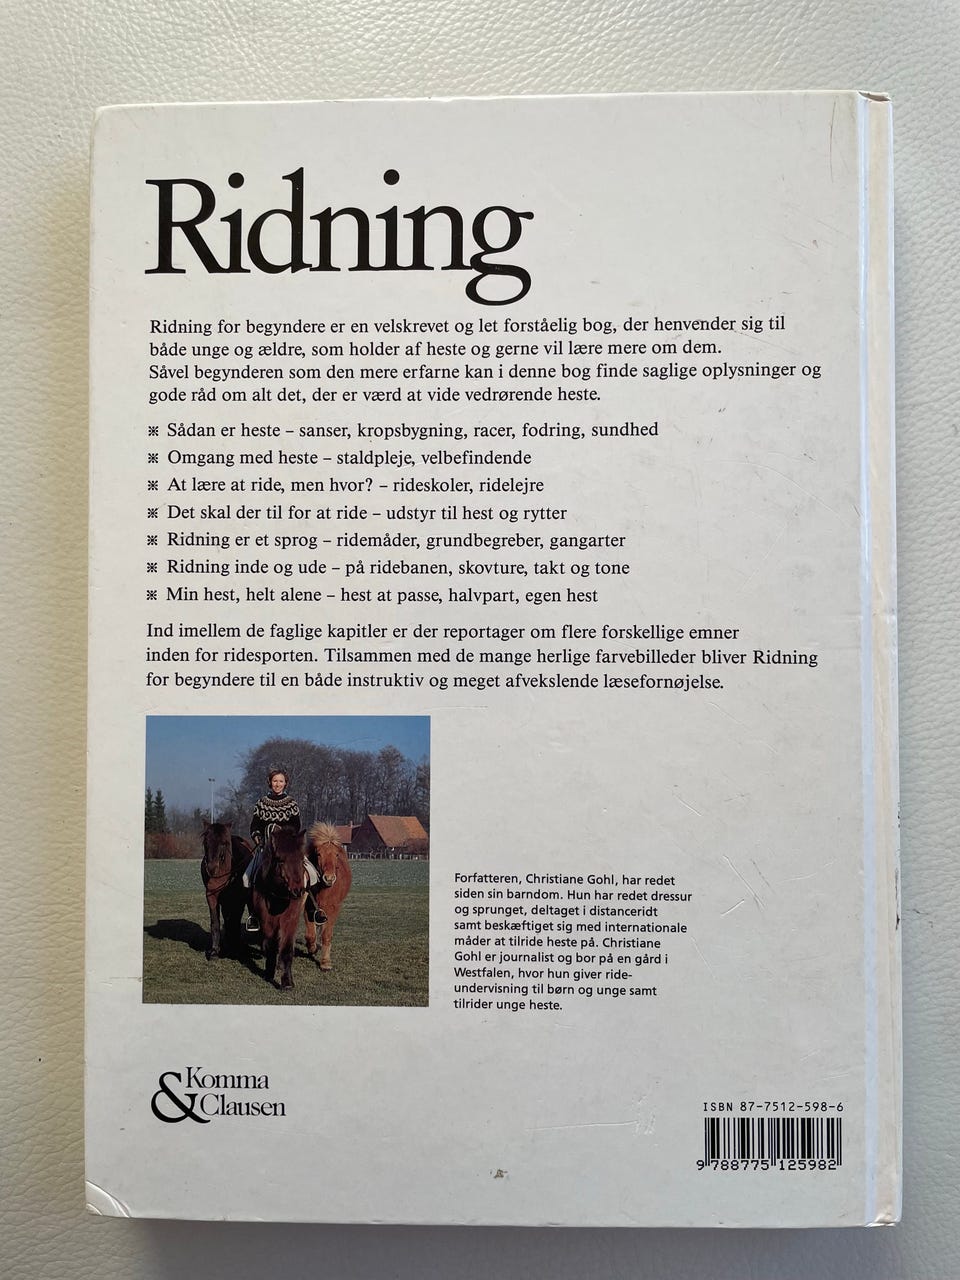 Ridning
Ridning for begyndere er en velskrevet og let forståelig bog, der henvender sig til
både unge og ældre, som holder af heste og gerne vil lære mere om dem.
Såvel begynderen som den mere erfarne kan i denne bog finde saglige oplysninger og
gode råd om alt det, der er værd at vide vedrørende heste.
※ Sådan er heste – sanser, kropsbygning, racer, fodring, sundhed
※ Omgang med heste – staldpleje, velbefindende
※ At lære at ride, men hvor? – rideskoler, ridelejre
※ Det skal der til for at ride – udstyr til hest og rytter
※ Ridning er et sprog – ridemåder, grundbegreber, gangarter
※ Ridning inde og ude – på ridebanen, skovture, takt og tone
※ Min hest, helt alene – hest at passe, halvpart, egen hest
Ind imellem de faglige kapitler er der reportager om flere forskellige emner
inden for ridesporten. Tilsammen med de mange herlige farvebilleder bliver Ridning
for begyndere til en både instruktiv og meget afvekslende læsefornøjelse.
Forfatteren, Christiane Gohl, har redet
siden sin barndom. Hun har redet dressur
og sprunget, deltaget i distanceridt
samt beskæftiget sig med internationale
måder at tilride heste på. Christiane
Gohl er journalist og bor på en gård i
Westfalen, hvor hun giver ride-
undervisning til børn og unge samt
tilrider unge heste.
Komma
& Clausen
ISBN 87-7512-598-6
9 788775 125982